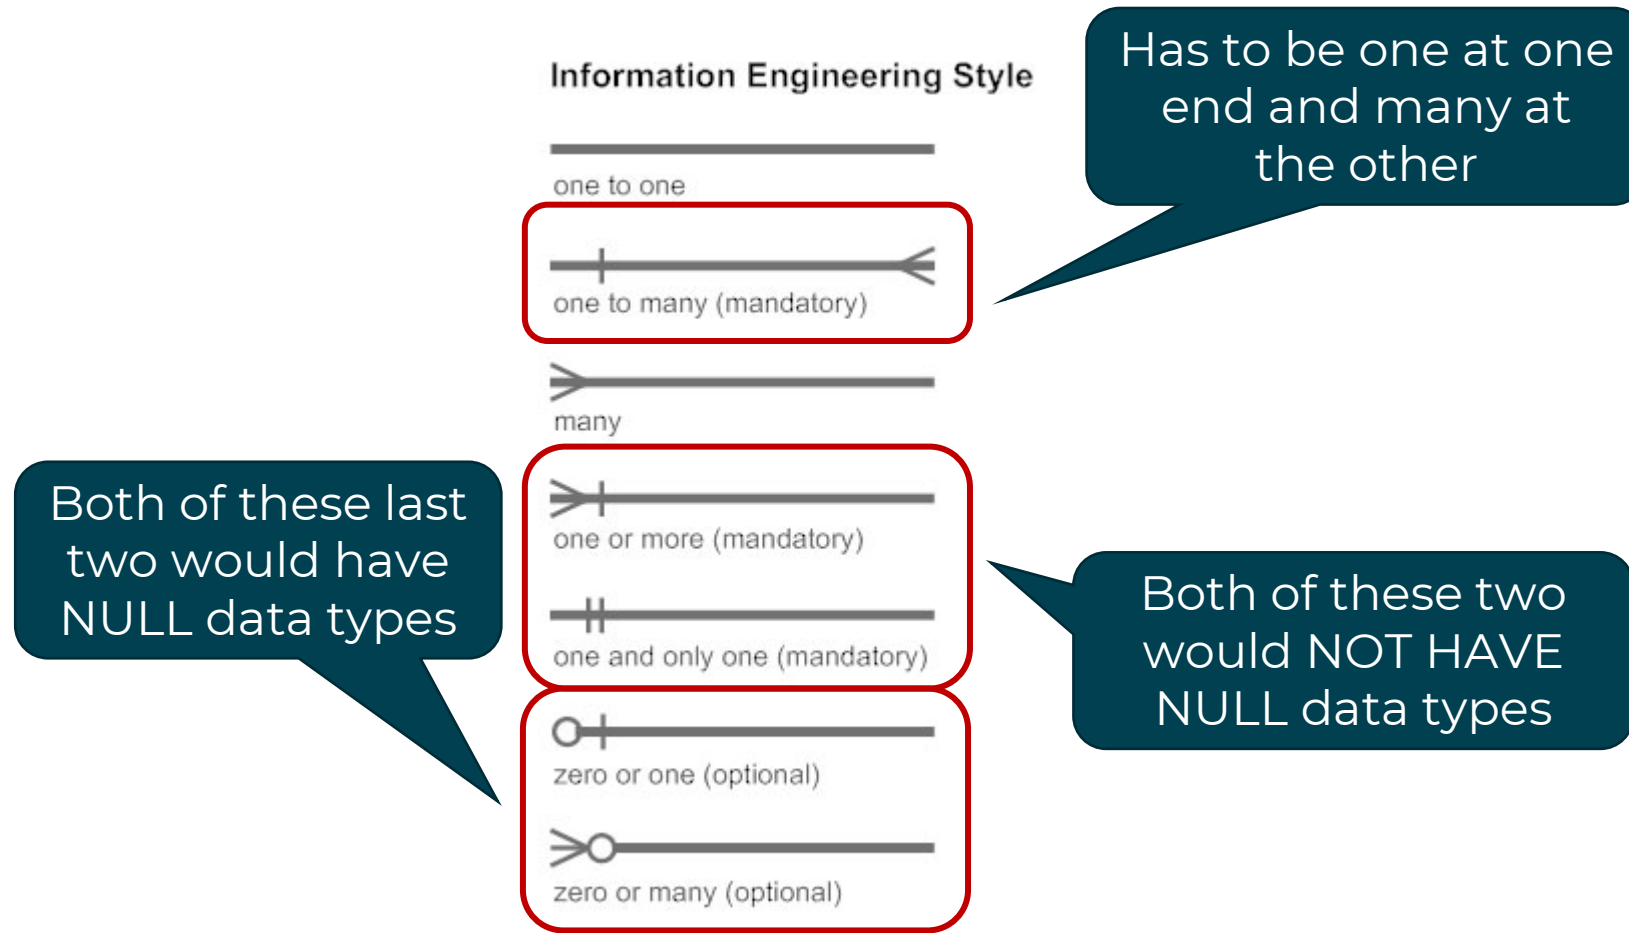 Information Engineering Style
Has to be one at one
end and many at
the other
one to one
one to many (mandatory)
many
Both of these last
two would have
NULL data types
one or more (mandatory)
one and only one (mandatory)
Both of these two
would NOT HAVE
NULL data types
zero or one (optional)
zero or many (optional)